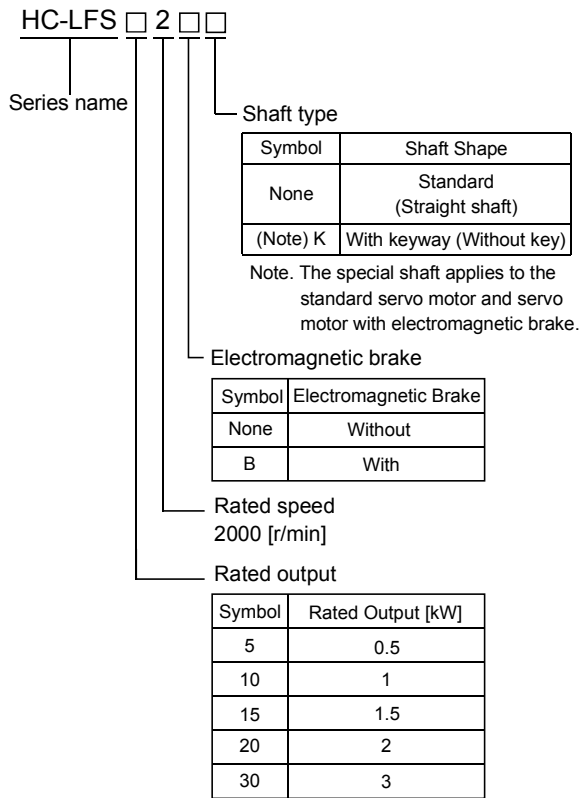 HC-LFS □ 2 □ □
Series name
Shaft type
Symbol Shaft Shape
None Standard
(Straight shaft)
(Note) K With keyway (Without key)
Note. The special shaft applies to the
standard servo motor and servo
motor with electromagnetic brake.
Electromagnetic brake
Symbol Electromagnetic Brake
None Without
B With
Rated speed
2000 [r/min]
Rated output
Symbol Rated Output [kW]
5 0.5
10 1
15 1.5
20 2
30 3